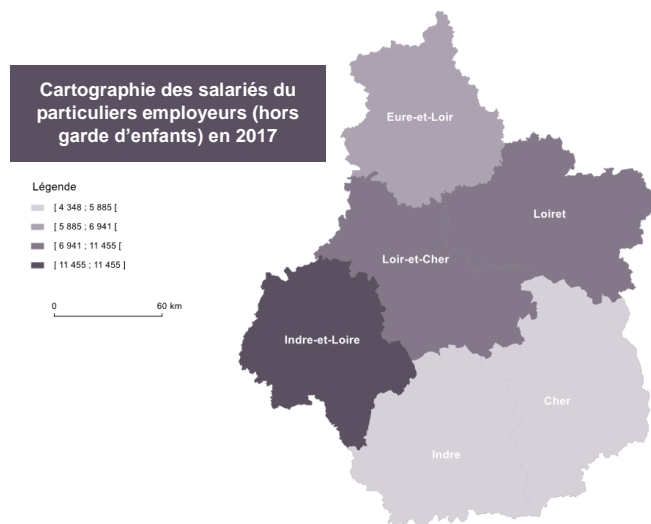 Cartographie des salariés du
particuliers employeurs (hors
garde d’enfants) en 2017
Légende
[ 4 348 ; 5 885 [
[ 5 885 ; 6 941 [
[ 6 941 ; 11 455 [
[ 11 455 ; 11 455 ]
0 60 km
Eure-et-Loir
Loiret
Loir-et-Cher
Indre-et-Loire
Cher
Indre